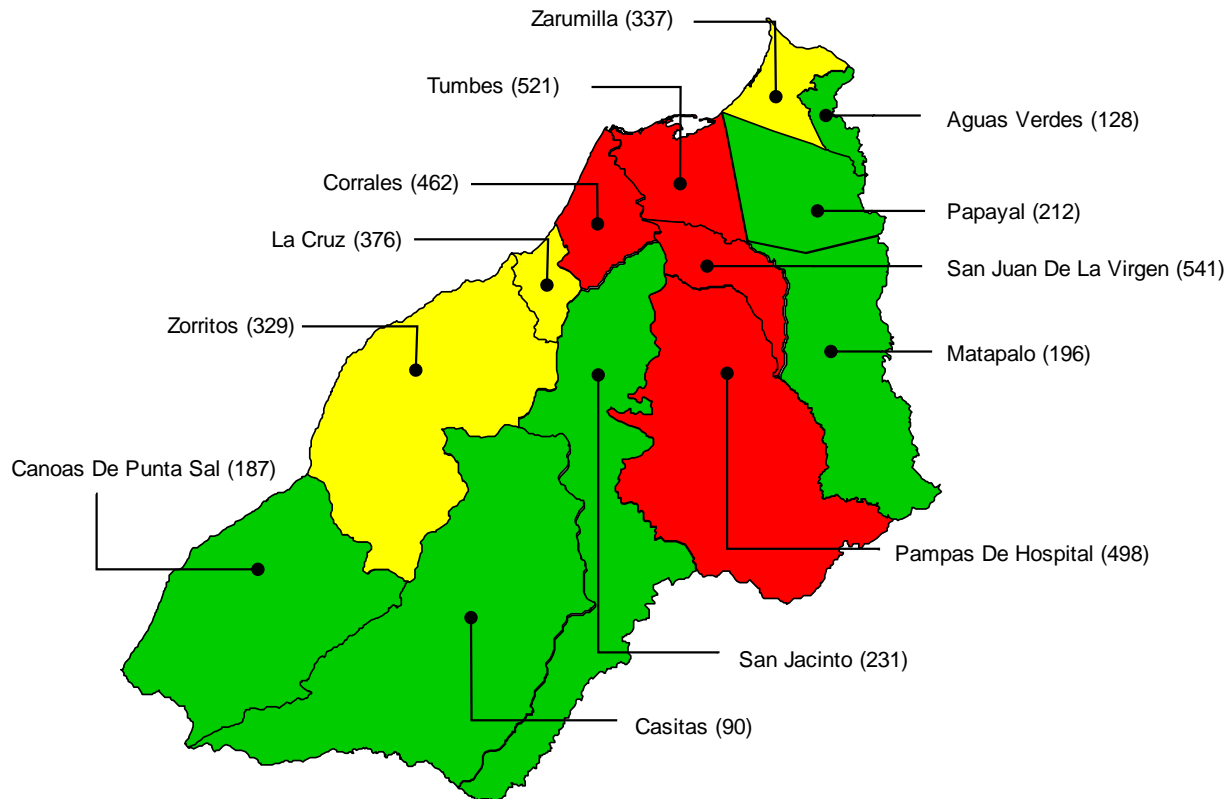 Zarumilla (337)
Tumbes (521)
Aguas Verdes (128)
Corrales (462)
Papayal (212)
La Cruz (376)
San Juan De La Virgen (541)
Zorritos (329)
Matapalo (196)
Canoas De Punta Sal (187)
Pampas De Hospital (498)
San Jacinto (231)
Casitas (90)